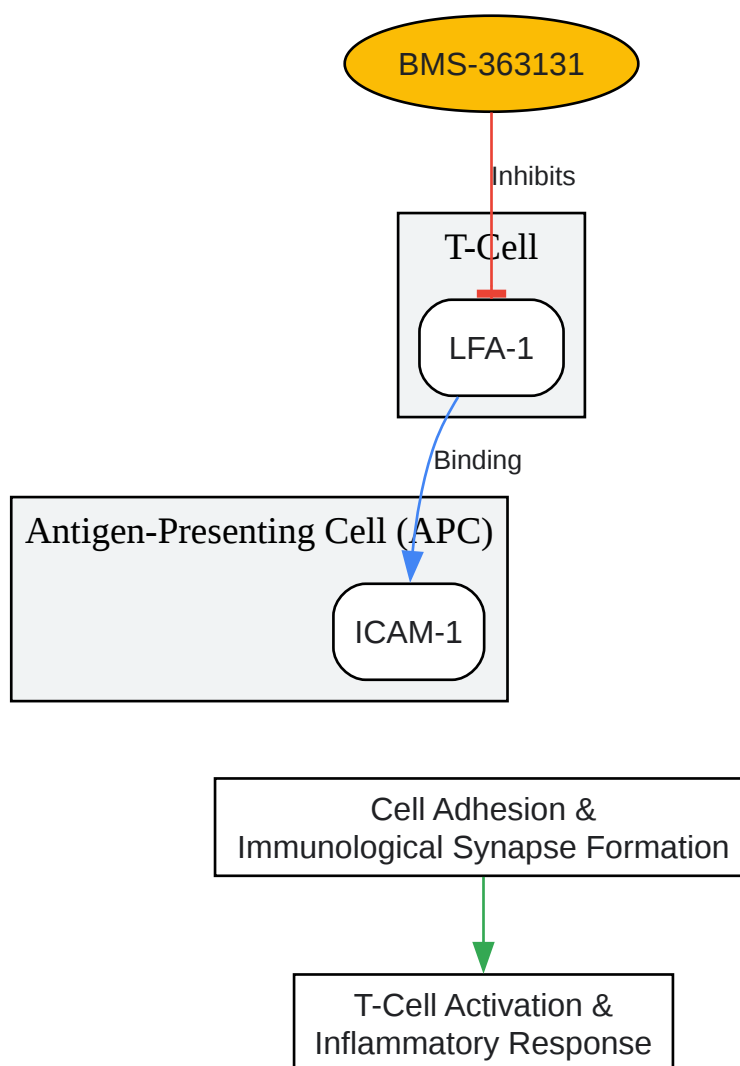 BMS-363131
Inhibits
T-Cell
LFA-1
Binding
Antigen-Presenting Cell (APC)
ICAM-1
Cell Adhesion &
Immunological Synapse Formation
T-Cell Activation &
Inflammatory Response